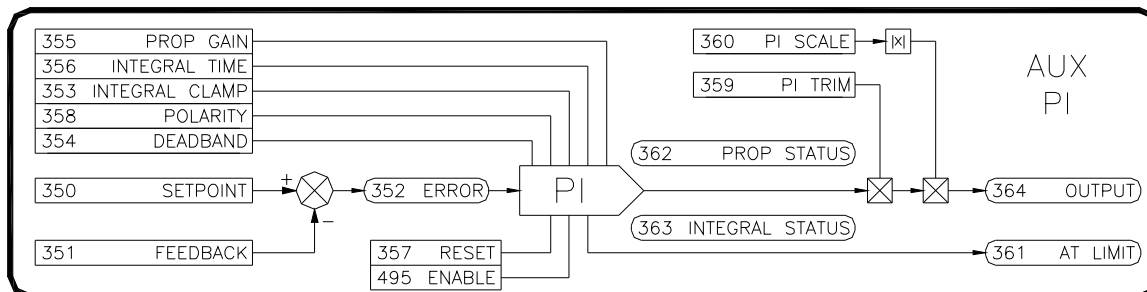 355 PROP GAIN
356 INTEGRAL TIME
353 INTEGRAL CLAMP
358 POLARITY
354 DEADBAND
360 PI SCALE
|x|
359 PI TRIM
AUX
PI
362 PROP STATUS
350 SETPOINT
+
−
352 ERROR
PI
364 OUTPUT
363 INTEGRAL STATUS
351 FEEDBACK
357 RESET
495 ENABLE
361 AT LIMIT